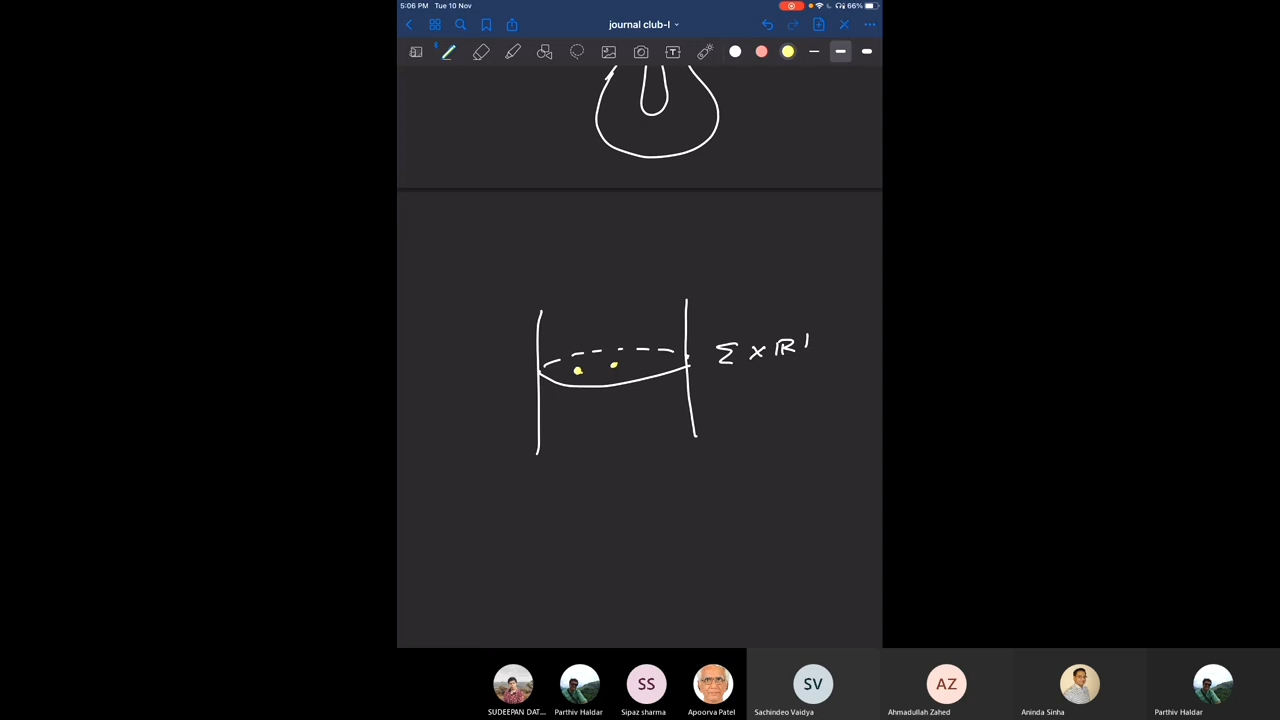 5:06 PM Tue 10 Nov
66%
journal club-I
Σ × ℝ'
SS
SV
AZ
SUDEEPAN DAT...
Parthiv Haldar
Sipaz sharma
Apoorva Patel
Sachindeo Vaidya
Ahmadullah Zahed
Aninda Sinha
Parthiv Haldar